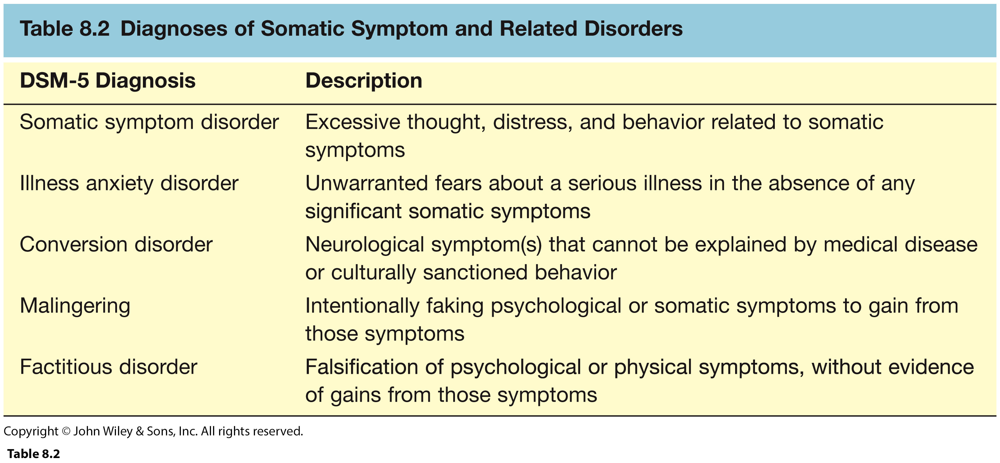 Table 8.2 Diagnoses of Somatic Symptom and Related Disorders
DSM-5 Diagnosis Description
Somatic symptom disorder Excessive thought, distress, and behavior related to somatic
symptoms
Illness anxiety disorder Unwarranted fears about a serious illness in the absence of any
significant somatic symptoms
Conversion disorder Neurological symptom(s) that cannot be explained by medical disease
or culturally sanctioned behavior
Malingering Intentionally faking psychological or somatic symptoms to gain from
those symptoms
Factitious disorder Falsification of psychological or physical symptoms, without evidence
of gains from those symptoms
Copyright © John Wiley & Sons, Inc. All rights reserved.
Table 8.2